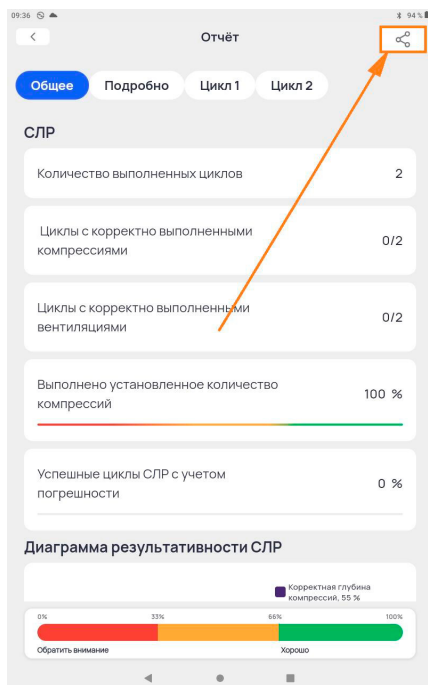 09:36 94 %
Отчёт
Общее Подробно Цикл 1 Цикл 2
СЛР
Количество выполненных циклов 2
Циклы с корректно выполненными
компрессиями
0/2
Циклы с корректно выполненными
вентиляциями
0/2
Выполнено установленное количество
компрессий
100 %
Успешные циклы СЛР с учетом
погрешности
0 %
Диаграмма результативности СЛР
Корректная глубина
компрессий, 55 %
0% 33% 66% 100%
Обратить внимание Хорошо